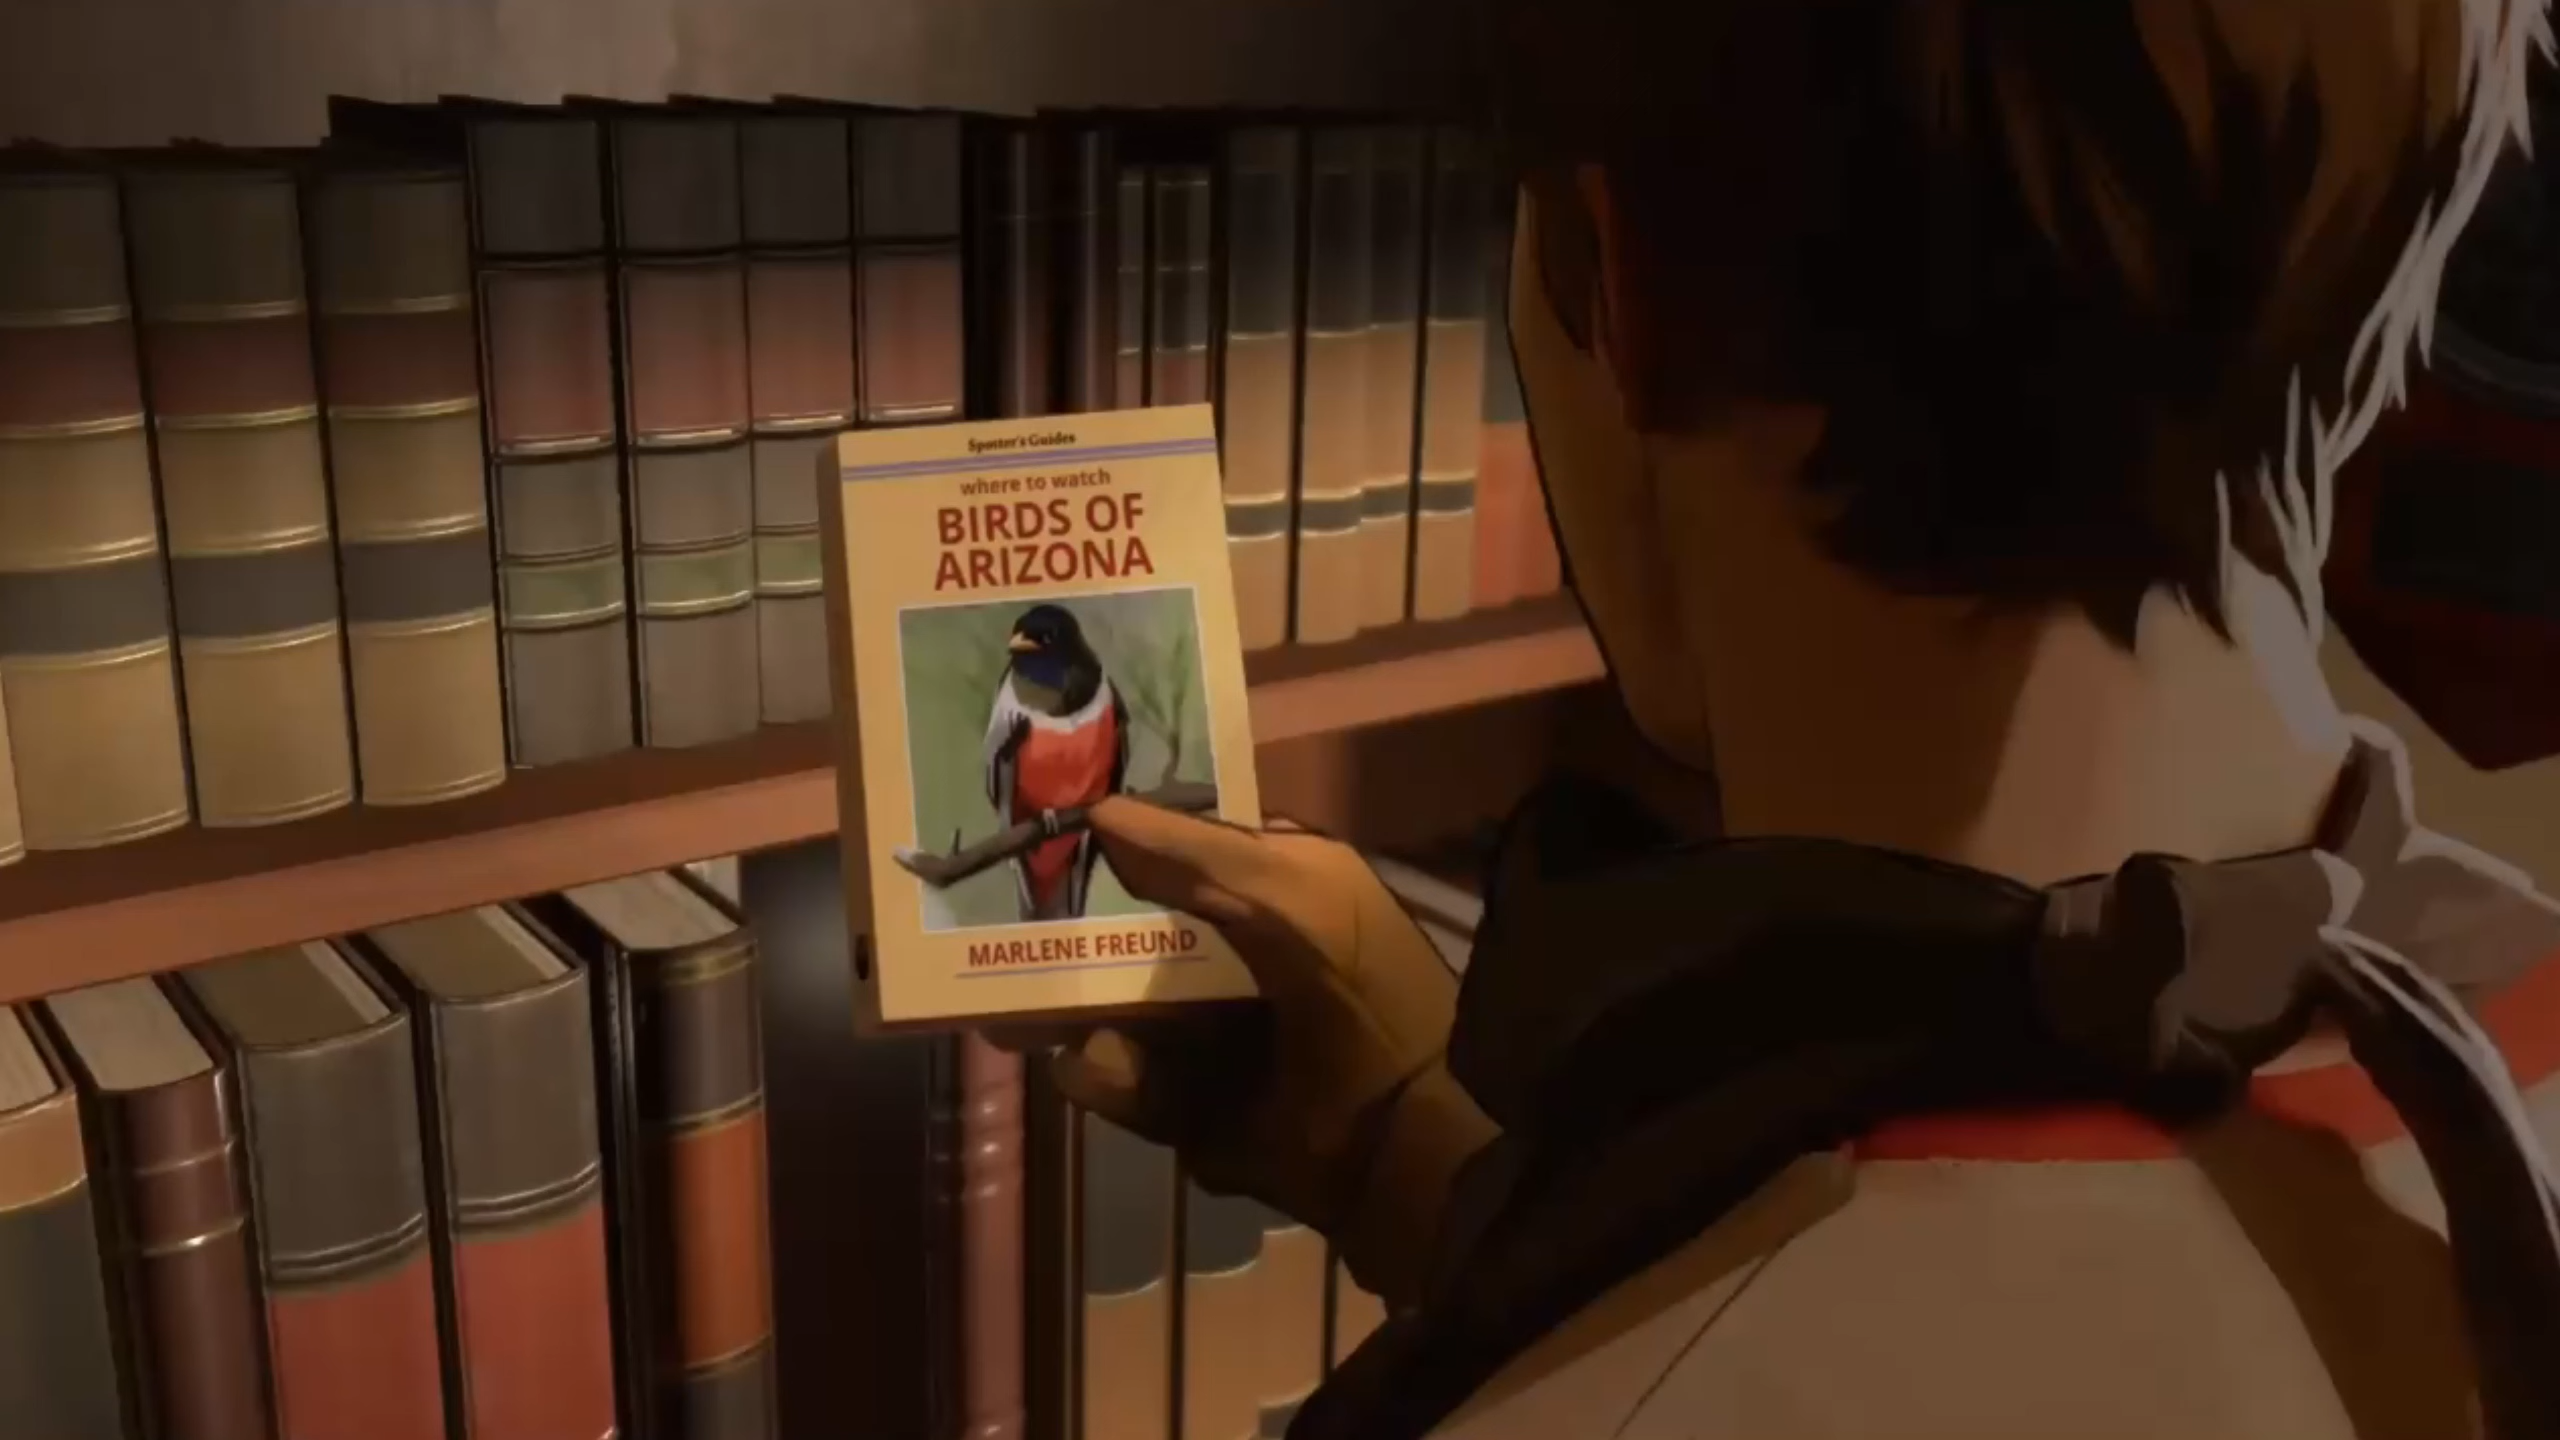 Spotter's Guides
where to watch
BIRDS OF
ARIZONA
MARLENE FREUND